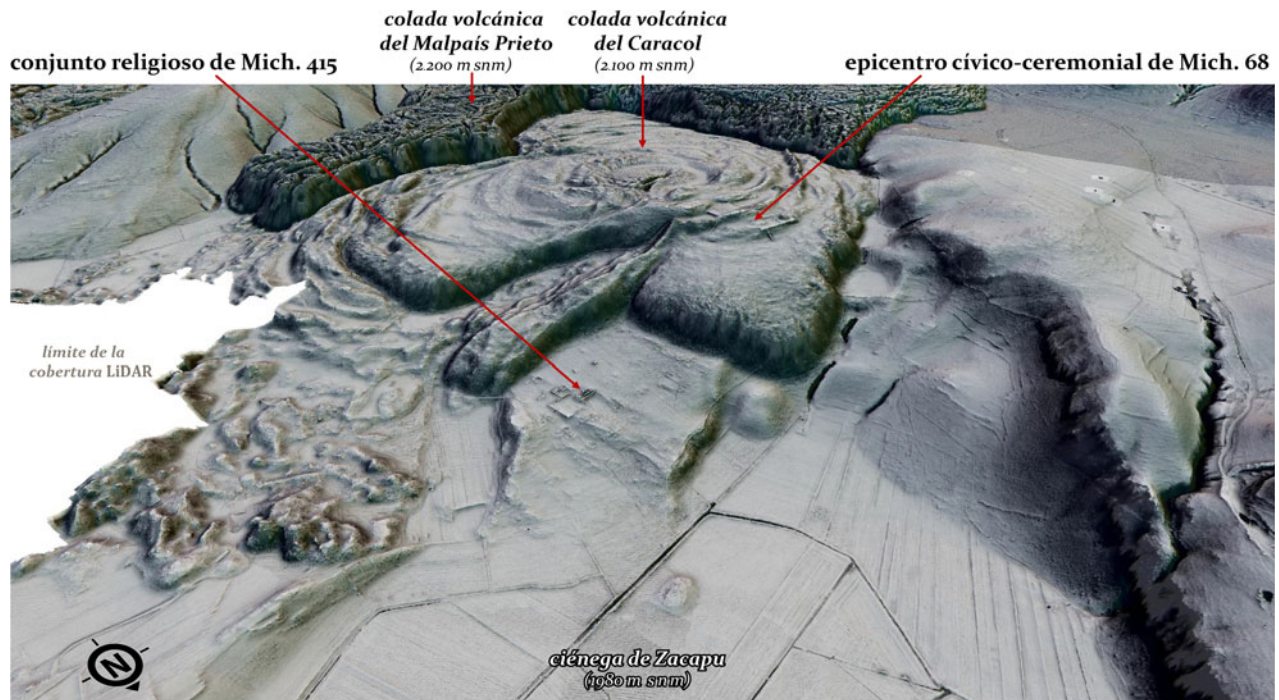 colada volcánica
del Malpaís Prieto
(2.200 m snm)
colada volcánica
del Caracol
(2.100 m snm)
conjunto religioso de Mich. 415
epicentro cívico-ceremonial de Mich. 68
límite de la
cobertura LiDAR
N
ciénega de Zacapu
(1980 m snm)